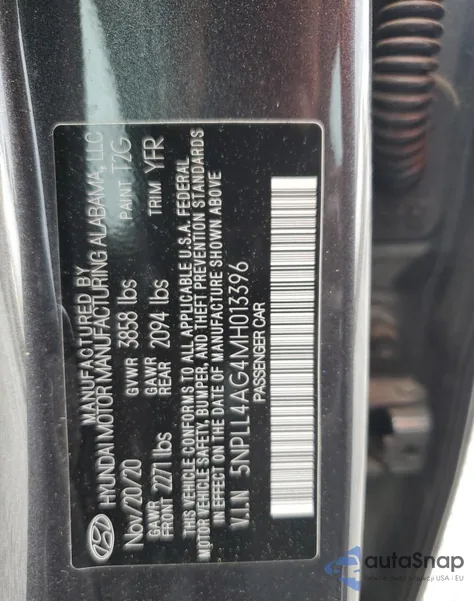 MANUFACTURED BY
HYUNDAI MOTOR MANUFACTURING ALABAMA, LLC
Nov/20/20 GVWR 3858 lbs PAINT T2G
GAWR FRONT 2271 lbs GAWR REAR 2094 lbs TRIM YFR
THIS VEHICLE CONFORMS TO ALL APPLICABLE U.S.A. FEDERAL
MOTOR VEHICLE SAFETY, BUMPER, AND THEFT PREVENTION STANDARDS
IN EFFECT ON THE DATE OF MANUFACTURE SHOWN ABOVE
V.I.N 5NPLL4AG4MH013396
PASSENGER CAR
autoSnap